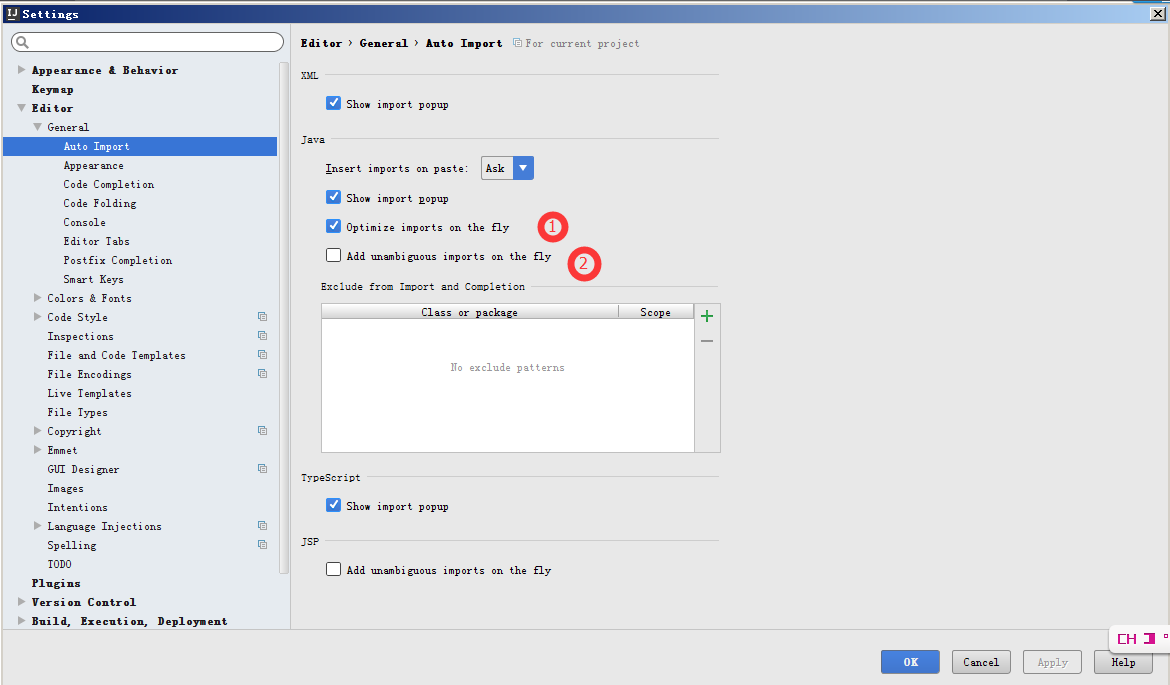 IJ Settings
Editor › General › Auto Import For current project
Appearance & Behavior
Keymap
Editor
General
Auto Import
Appearance
Code Completion
Code Folding
Console
Editor Tabs
Postfix Completion
Smart Keys
Colors & Fonts
Code Style
Inspections
File and Code Templates
File Encodings
Live Templates
File Types
Copyright
Emmet
GUI Designer
Images
Intentions
Language Injections
Spelling
TODO
Plugins
Version Control
Build, Execution, Deployment
XML
Show import popup
Java
Insert imports on paste: Ask
Show import popup
Optimize imports on the fly 1
Add unambiguous imports on the fly 2
Exclude from Import and Completion
Class or package Scope
No exclude patterns
TypeScript
Show import popup
JSP
Add unambiguous imports on the fly
CH
OK Cancel Apply Help